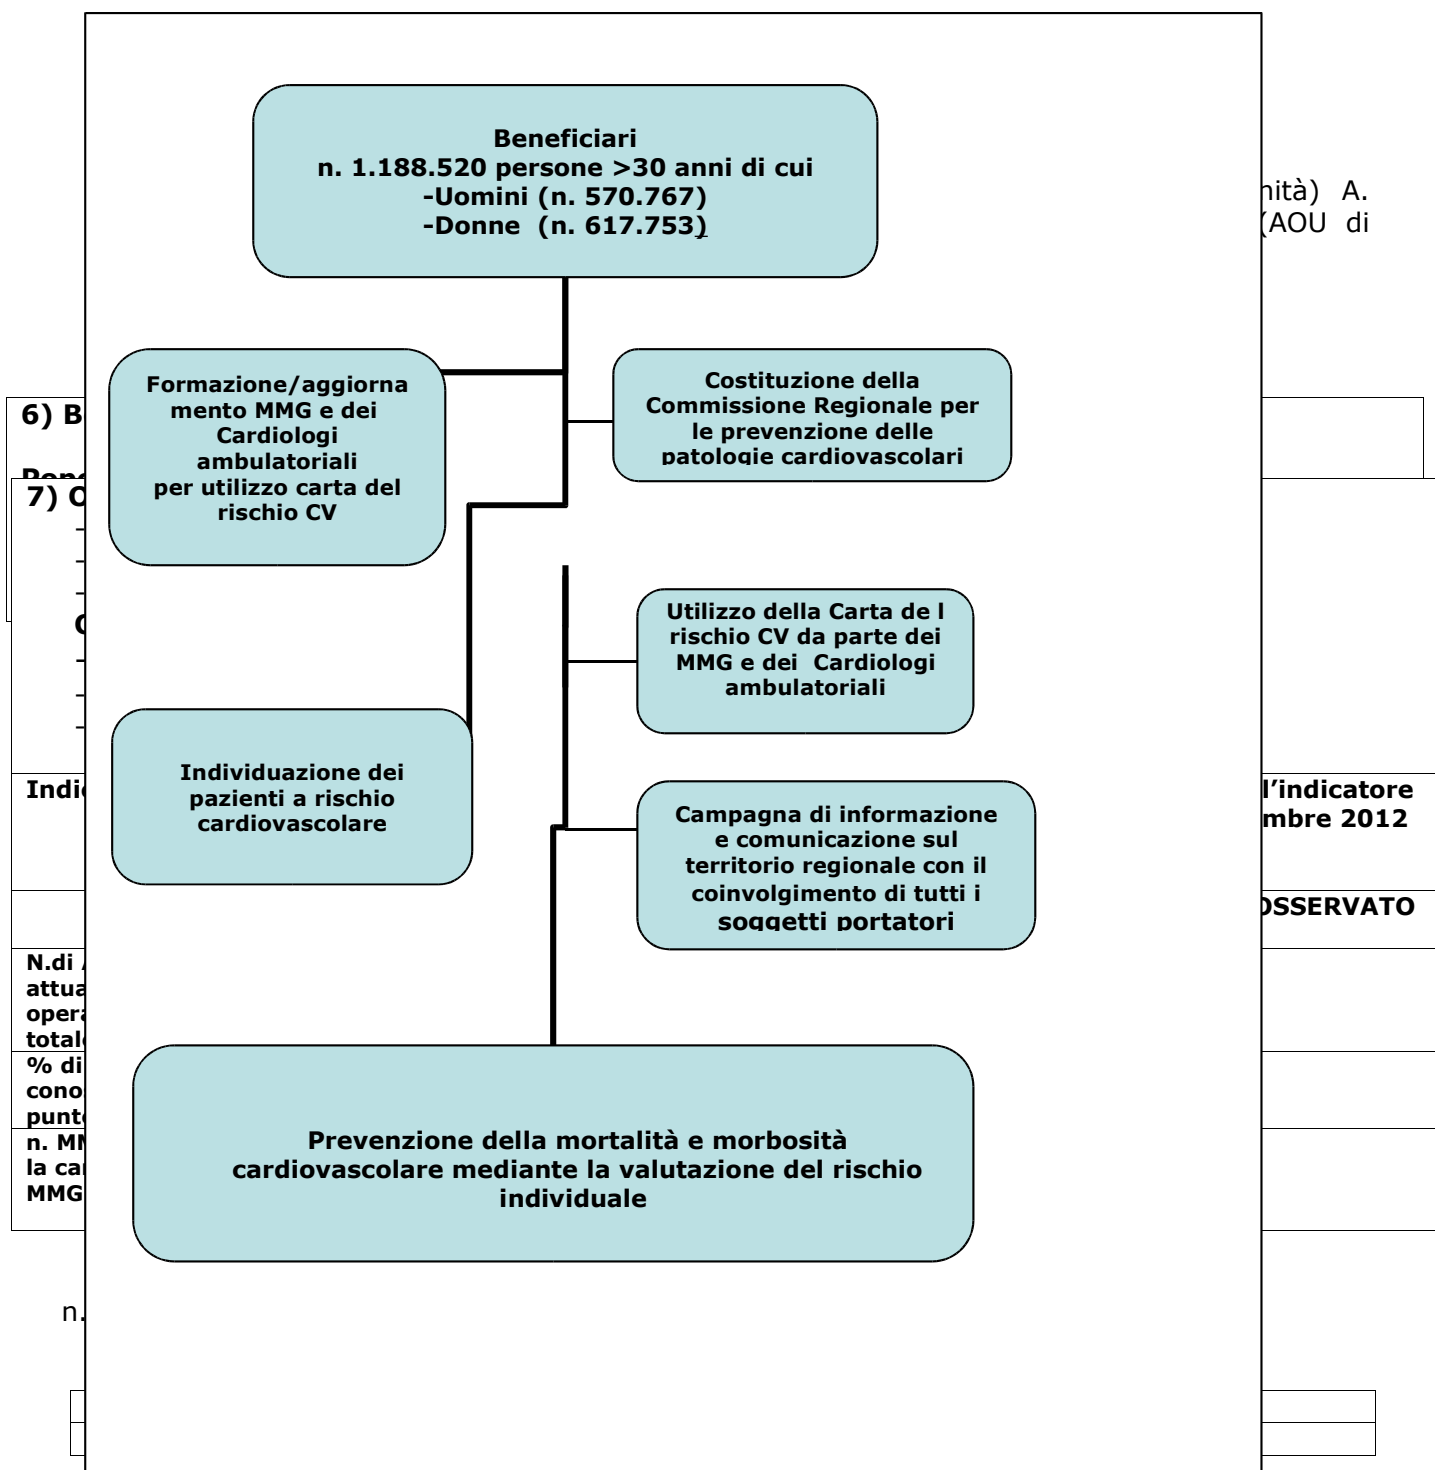 Beneficiari
n. 1.188.520 persone >30 anni di cui
-Uomini (n. 570.767)
-Donne (n. 617.753)
A.
(AOU di
Formazione/aggiorna
mento MMG e dei
Cardiologi
ambulatoriali
per utilizzo carta del
rischio CV
Costituzione della
Commissione Regionale per
le prevenzione delle
patologie cardiovascolari
6)
7)
-
-
-
-
-
-
Utilizzo della Carta de l
rischio CV da parte dei
MMG e dei Cardiologi
ambulatoriali
Individuazione dei
pazienti a rischio
cardiovascolare
Campagna di informazione
e comunicazione sul
territorio regionale con il
coinvolgimento di tutti i
soggetti portatori
l’indicatore
mbre 2012
OSSERVATO
N.di
% di
n.
MMG
Prevenzione della mortalità e morbosità
cardiovascolare mediante la valutazione del rischio
individuale
n.